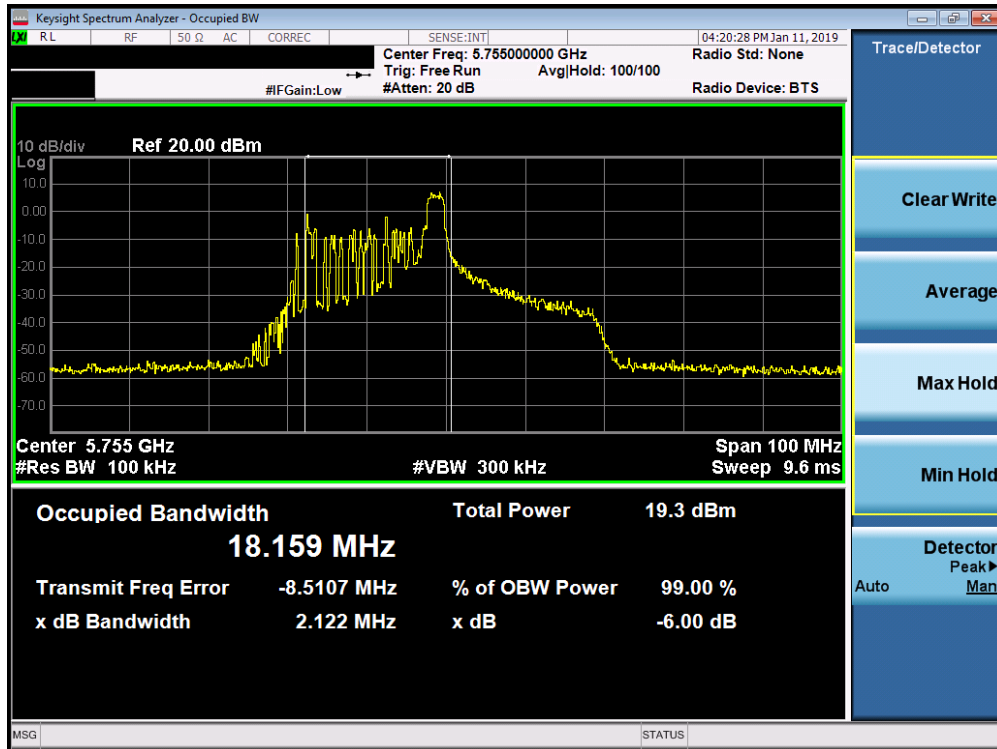 Keysight Spectrum Analyzer - Occupied BW
LXI RL RF 50 Ω AC CORREC SENSE:INT 04:20:28 PM Jan 11, 2019
Center Freq: 5.755000000 GHz Radio Std: None
Trig: Free Run Avg|Hold: 100/100
#IFGain:Low #Atten: 20 dB Radio Device: BTS
Trace/Detector
10 dB/div Ref 20.00 dBm
Log
10.0
0.00
-10.0
-20.0
-30.0
-40.0
-50.0
-60.0
-70.0
Center 5.755 GHz Span 100 MHz
#Res BW 100 kHz #VBW 300 kHz Sweep 9.6 ms
Occupied Bandwidth Total Power 19.3 dBm
18.159 MHz
Transmit Freq Error -8.5107 MHz % of OBW Power 99.00 %
x dB Bandwidth 2.122 MHz x dB -6.00 dB
Clear Write
Average
Max Hold
Min Hold
Detector
Peak▶
Auto Man
MSG STATUS